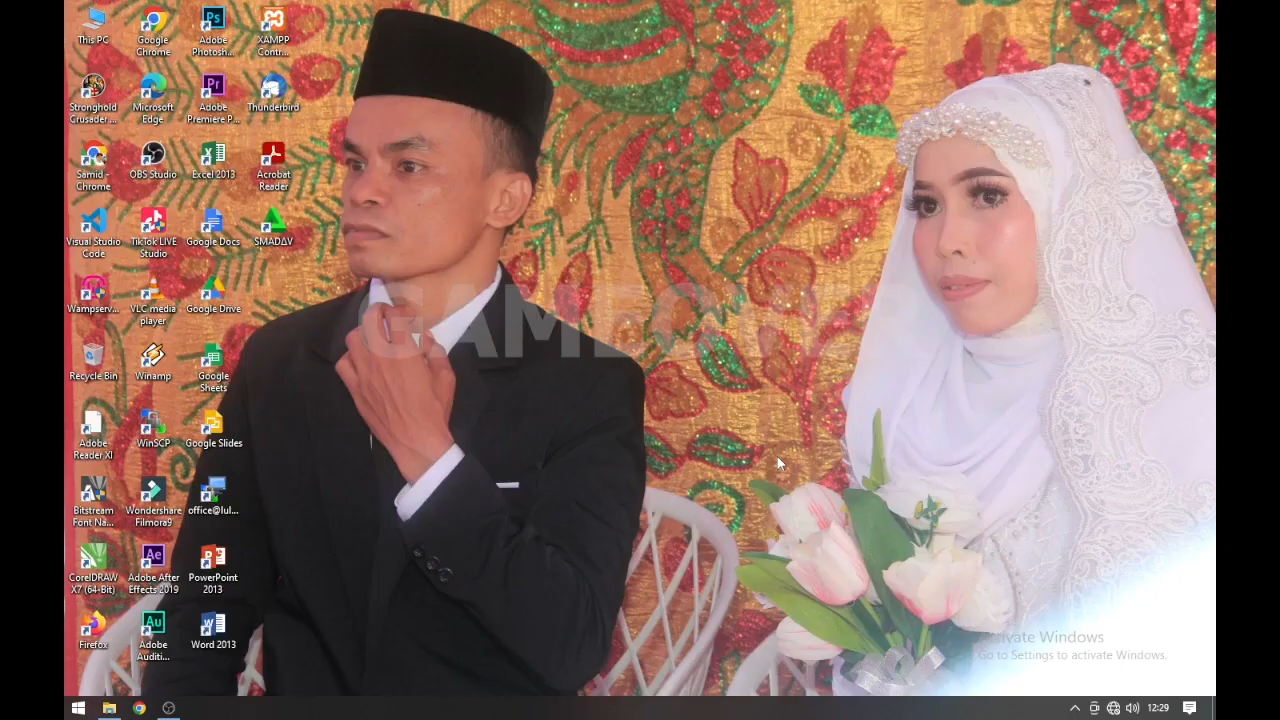 This PC
Google
Chrome
Adobe
Photosh...
XAMPP
Contr...
Stronghold
Crusader ...
Microsoft
Edge
Adobe
Premiere P...
Thunderbird
Samid -
Chrome
OBS Studio
Excel 2013
Acrobat
Reader
Visual Studio
Code
TikTok LIVE
Studio
Google Docs
SMADΔV
Wampserv...
VLC media
player
Google Drive
Recycle Bin
Winamp
Google
Sheets
Adobe
Reader XI
WinSCP
Google Slides
Bitstream
Font Na...
Wondershare
Filmora9
office@lul...
CorelDRAW
X7 (64-Bit)
Adobe After
Effects 2019
PowerPoint
2013
Firefox
Adobe
Auditi...
Word 2013
Activate Windows
Go to Settings to activate Windows.
12:29